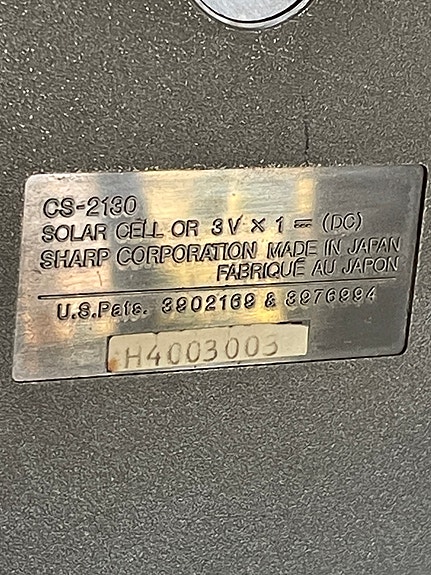 CS-2130
SOLAR CELL OR 3V × 1 ⎓ (DC)
SHARP CORPORATION MADE IN JAPAN
FABRIQUÉ AU JAPON
U.S.Pats. 3902169 & 3976994
H4003003